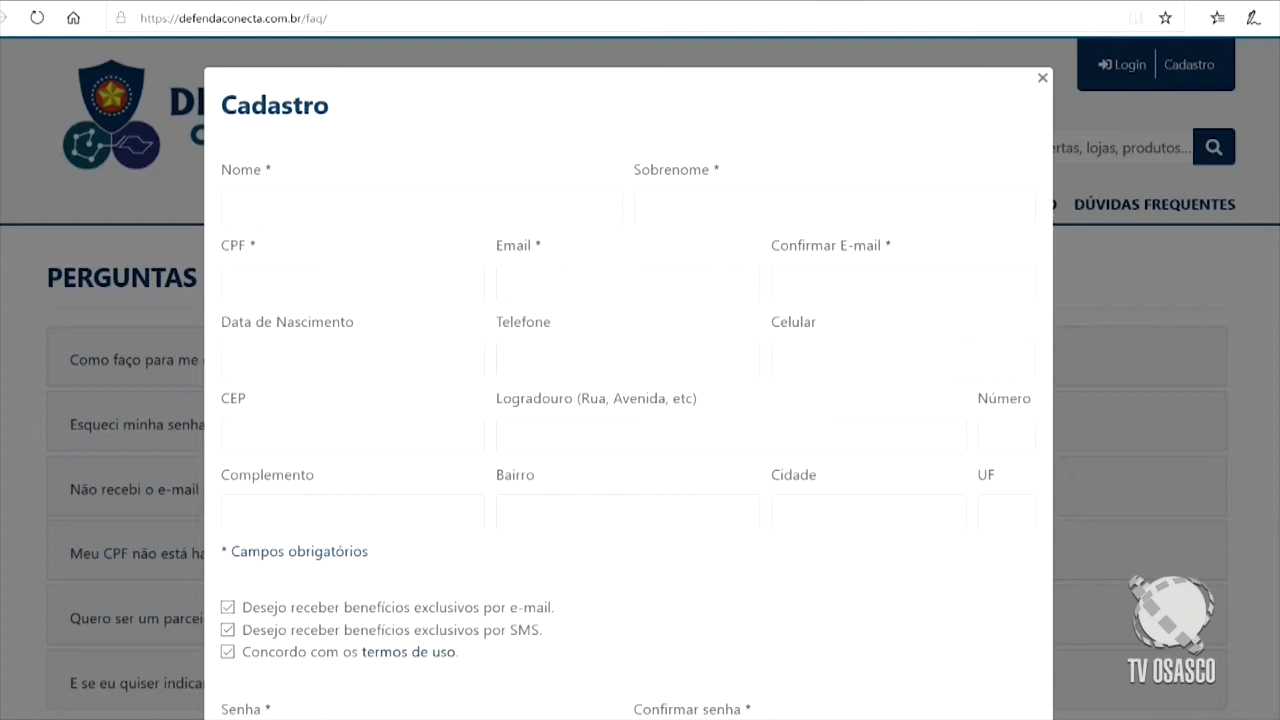 https://defendaconecta.com.br/faq/
Login
Cadastro
Cadastro
Nome *
Sobrenome *
ertas, lojas, produtos...
DÚVIDAS FREQUENTES
CPF *
Email *
Confirmar E-mail *
PERGUNTAS
Data de Nascimento
Telefone
Celular
Como faço para me
CEP
Logradouro (Rua, Avenida, etc)
Número
Esqueci minha senha
Complemento
Bairro
Cidade
UF
Não recebi o e-mail
* Campos obrigatórios
Meu CPF não está ha
Desejo receber benefícios exclusivos por e-mail.
Quero ser um parcei
Desejo receber benefícios exclusivos por SMS.
Concordo com os termos de uso.
E se eu quiser indicar
Senha *
Confirmar senha *
TV OSASCO